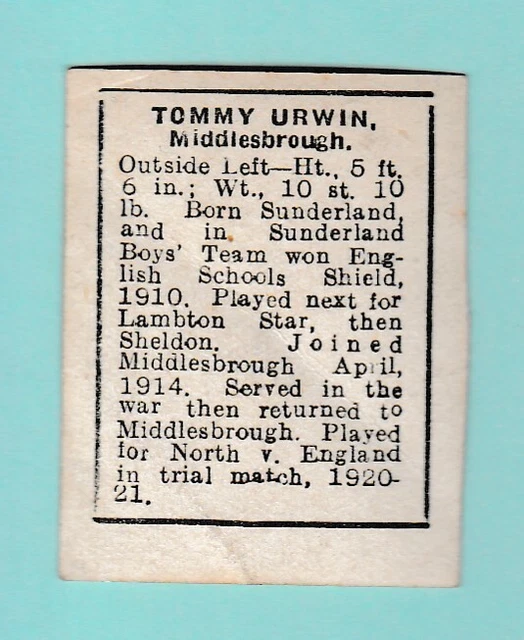 TOMMY URWIN,
Middlesbrough.
Outside Left—Ht., 5 ft.
6 in.; Wt., 10 st. 10
lb. Born Sunderland,
and in Sunderland
Boys' Team won Eng-
lish Schools Shield,
1910. Played next for
Lambton Star, then
Sheldon. Joined
Middlesbrough April,
1914. Served in the
war then returned to
Middlesbrough. Played
for North v. England
in trial match, 1920-
21.